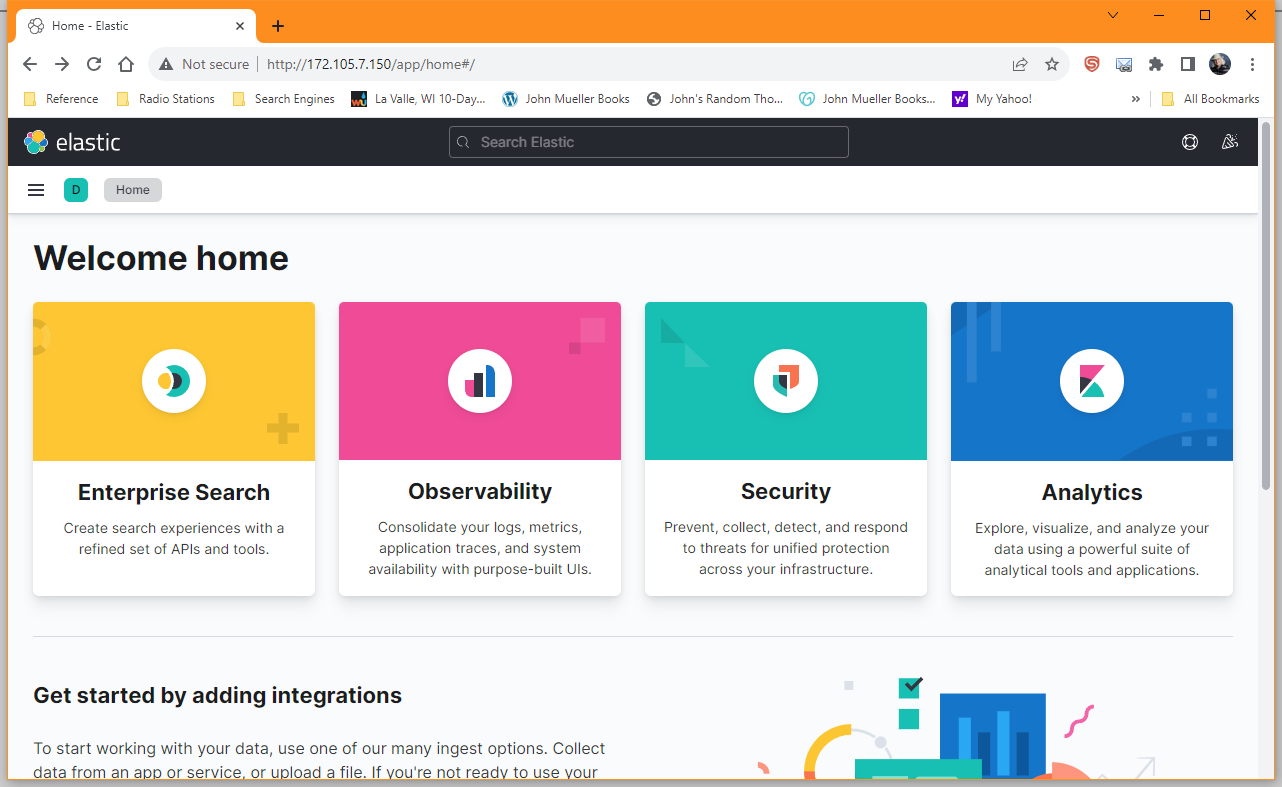 Home - Elastic
Not secure
http://172.105.7.150/app/home#/
Reference
Radio Stations
Search Engines
wu
La Valle, WI 10-Day...
John Mueller Books
John's Random Tho...
John Mueller Books...
y!
My Yahoo!
»
All Bookmarks
elastic
Search Elastic
D
Home
Welcome home
Enterprise Search
Create search experiences with a
refined set of APIs and tools.
Observability
Consolidate your logs, metrics,
application traces, and system
availability with purpose-built UIs.
Security
Prevent, collect, detect, and respond
to threats for unified protection
across your infrastructure.
Analytics
Explore, visualize, and analyze your
data using a powerful suite of
analytical tools and applications.
Get started by adding integrations
To start working with your data, use one of our many ingest options. Collect
data from an app or service, or upload a file. If you're not ready to use your